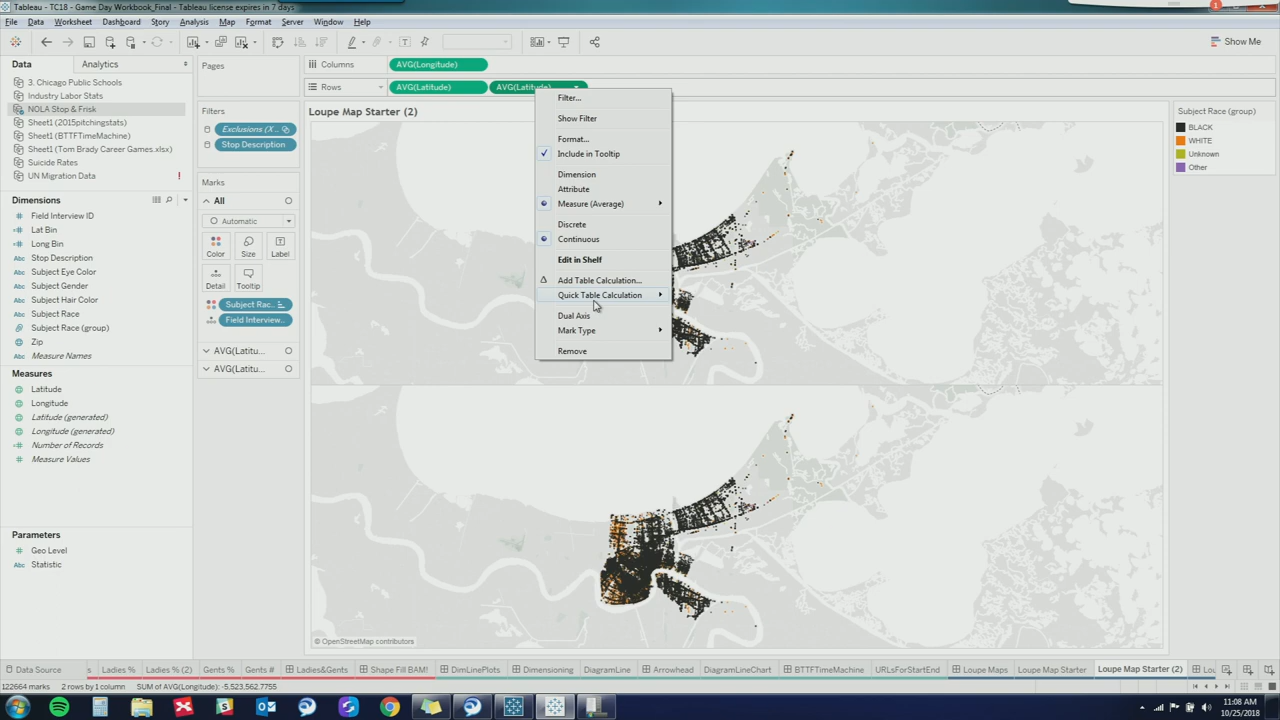 Tableau - TC18 - Game Day Workbook_Final - Tableau license expires in 7 days
1
File Data Worksheet Dashboard Story Analysis Map Format Server Window Help
Show Me
Data Analytics
3. Chicago Public Schools
Industry Labor Stats
NOLA Stop & Frisk
Sheet1 (2015pitchingstats)
Sheet1 (BTTFTimeMachine)
Sheet1 (Tom Brady Career Games.xlsx)
Suicide Rates
UN Migration Data !
Dimensions
# Field Interview ID
Lat Bin
Long Bin
Abc Stop Description
Abc Subject Eye Color
Abc Subject Gender
Abc Subject Hair Color
Abc Subject Race
Subject Race (group)
Zip
Abc Measure Names
Measures
Latitude
Longitude
Latitude (generated)
Longitude (generated)
Number of Records
# Measure Values
Parameters
# Geo Level
Abc Statistic
Pages
Filters
Exclusions (X...
Stop Description
Marks
All
Automatic
Color Size Label
Detail Tooltip
Subject Rac..
Field Interview..
AVG(Latitu..
AVG(Latitu..
Columns AVG(Longitude)
Rows AVG(Latitude) AVG(Latitude)
Loupe Map Starter (2)
Filter...
Show Filter
Format...
Include in Tooltip
Dimension
Attribute
Measure (Average)
Discrete
Continuous
Edit in Shelf
Add Table Calculation...
Quick Table Calculation
Dual Axis
Mark Type
Remove
© OpenStreetMap contributors
Subject Race (group)
BLACK
WHITE
Unknown
Other
Data Source s Ladies % Ladies % (2) Gents % Gents # Ladies&Gents Shape Fill BAM! DimLinePlots Dimensioning DiagramLine Arrowhead DiagramLineChart BTTFTimeMachine URLsForStartEnd Loupe Maps Loupe Map Starter Loupe Map Starter (2) Lou
122664 marks 2 rows by 1 column SUM of AVG(Longitude): -5,523,562.7755
11:08 AM
10/25/2018